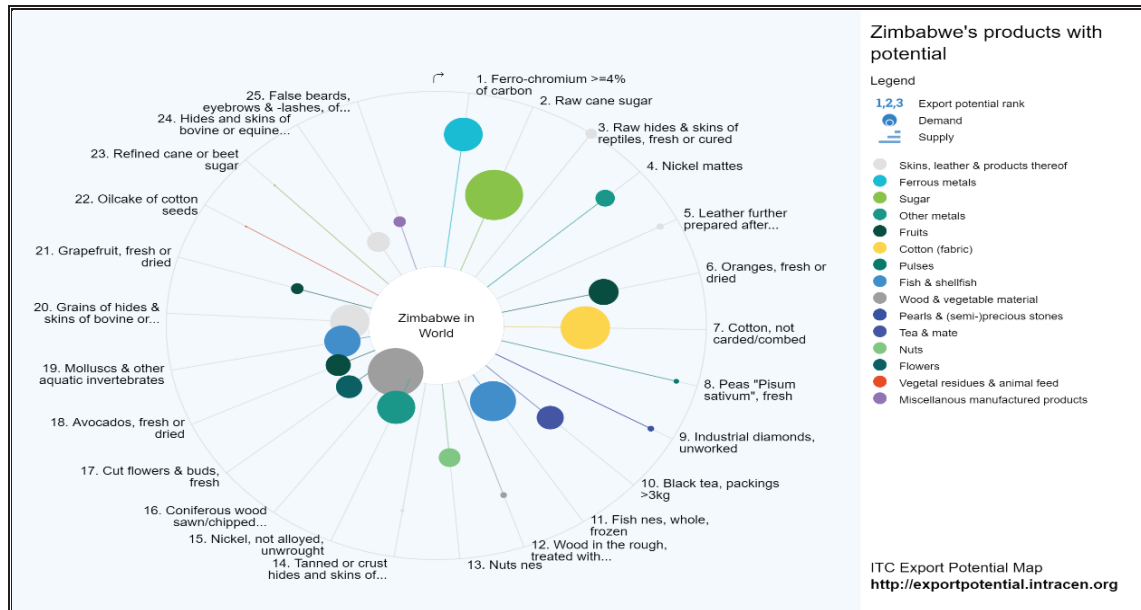 Zimbabwe's products with
potential
Legend
1,2,3 Export potential rank
Demand
Supply
Skins, leather & products thereof
Ferrous metals
Sugar
Other metals
Fruits
Cotton (fabric)
Pulses
Fish & shellfish
Wood & vegetable material
Pearls & (semi-)precious stones
Tea & mate
Nuts
Flowers
Vegetal residues & animal feed
Miscellanous manufactured products
ITC Export Potential Map
http://exportpotential.intracen.org
Zimbabwe in
World
1. Ferro-chromium >=4%
of carbon
2. Raw cane sugar
3. Raw hides & skins of
reptiles, fresh or cured
4. Nickel mattes
5. Leather further
prepared after...
6. Oranges, fresh or
dried
7. Cotton, not
carded/combed
8. Peas "Pisum
sativum", fresh
9. Industrial diamonds,
unworked
10. Black tea, packings
>3kg
11. Fish nes, whole,
frozen
12. Wood in the rough,
treated with...
13. Nuts nes
14. Tanned or crust
hides and skins of...
15. Nickel, not alloyed,
unwrought
16. Coniferous wood
sawn/chipped...
17. Cut flowers & buds,
fresh
18. Avocados, fresh or
dried
19. Molluscs & other
aquatic invertebrates
20. Grains of hides &
skins of bovine or...
21. Grapefruit, fresh or
dried
22. Oilcake of cotton
seeds
23. Refined cane or beet
sugar
24. Hides and skins of
bovine or equine...
25. False beards,
eyebrows & -lashes, of...